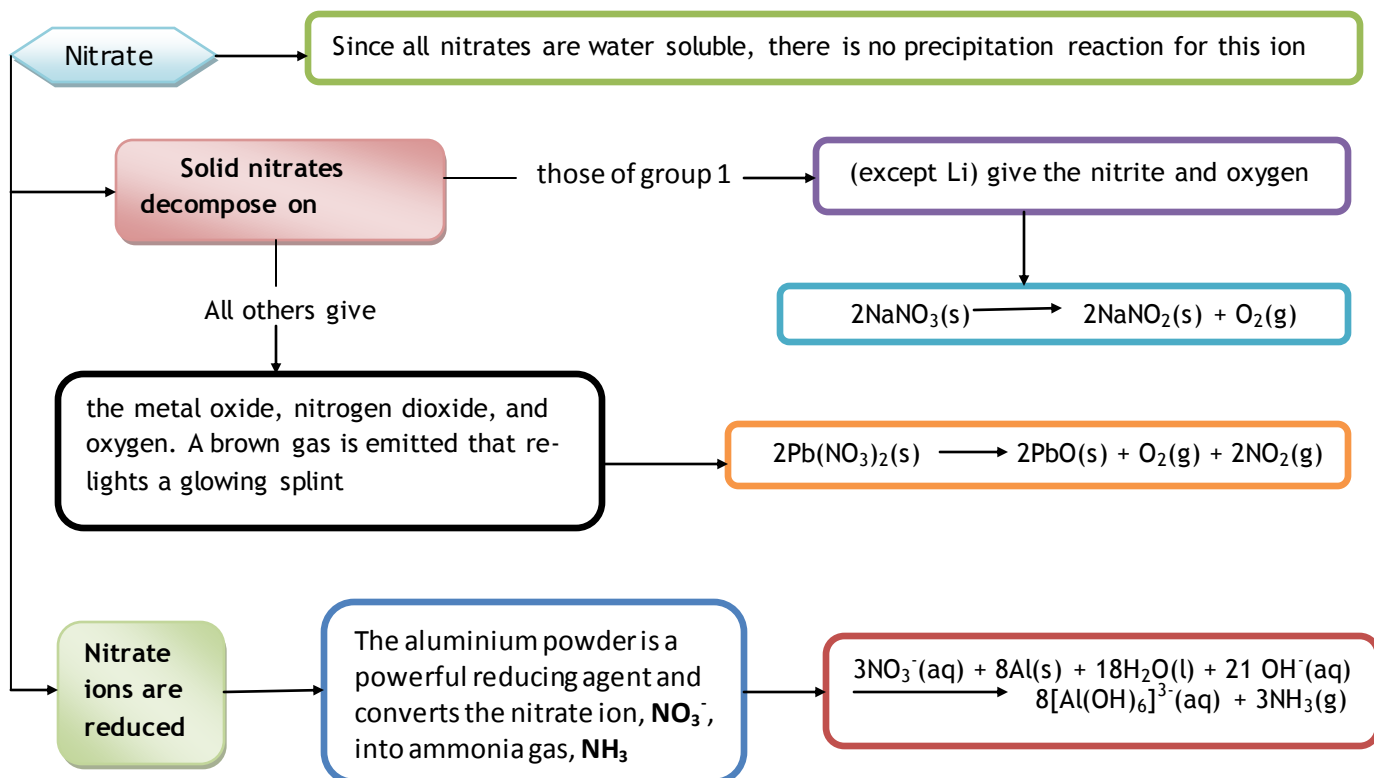 Nitrate
Since all nitrates are water soluble, there is no precipitation reaction for this ion
Solid nitrates
decompose on
those of group 1
(except Li) give the nitrite and oxygen
2NaNO₃(s) ⟶ 2NaNO₂(s) + O₂(g)
All others give
the metal oxide, nitrogen dioxide, and
oxygen. A brown gas is emitted that re-
lights a glowing splint
2Pb(NO₃)₂(s) ⟶ 2PbO(s) + O₂(g) + 2NO₂(g)
Nitrate
ions are
reduced
The aluminium powder is a
powerful reducing agent and
converts the nitrate ion, NO₃⁻,
into ammonia gas, NH₃
3NO₃⁻(aq) + 8Al(s) + 18H₂O(l) + 21 OH⁻(aq)
⟶ 8[Al(OH)₆]³⁻(aq) + 3NH₃(g)